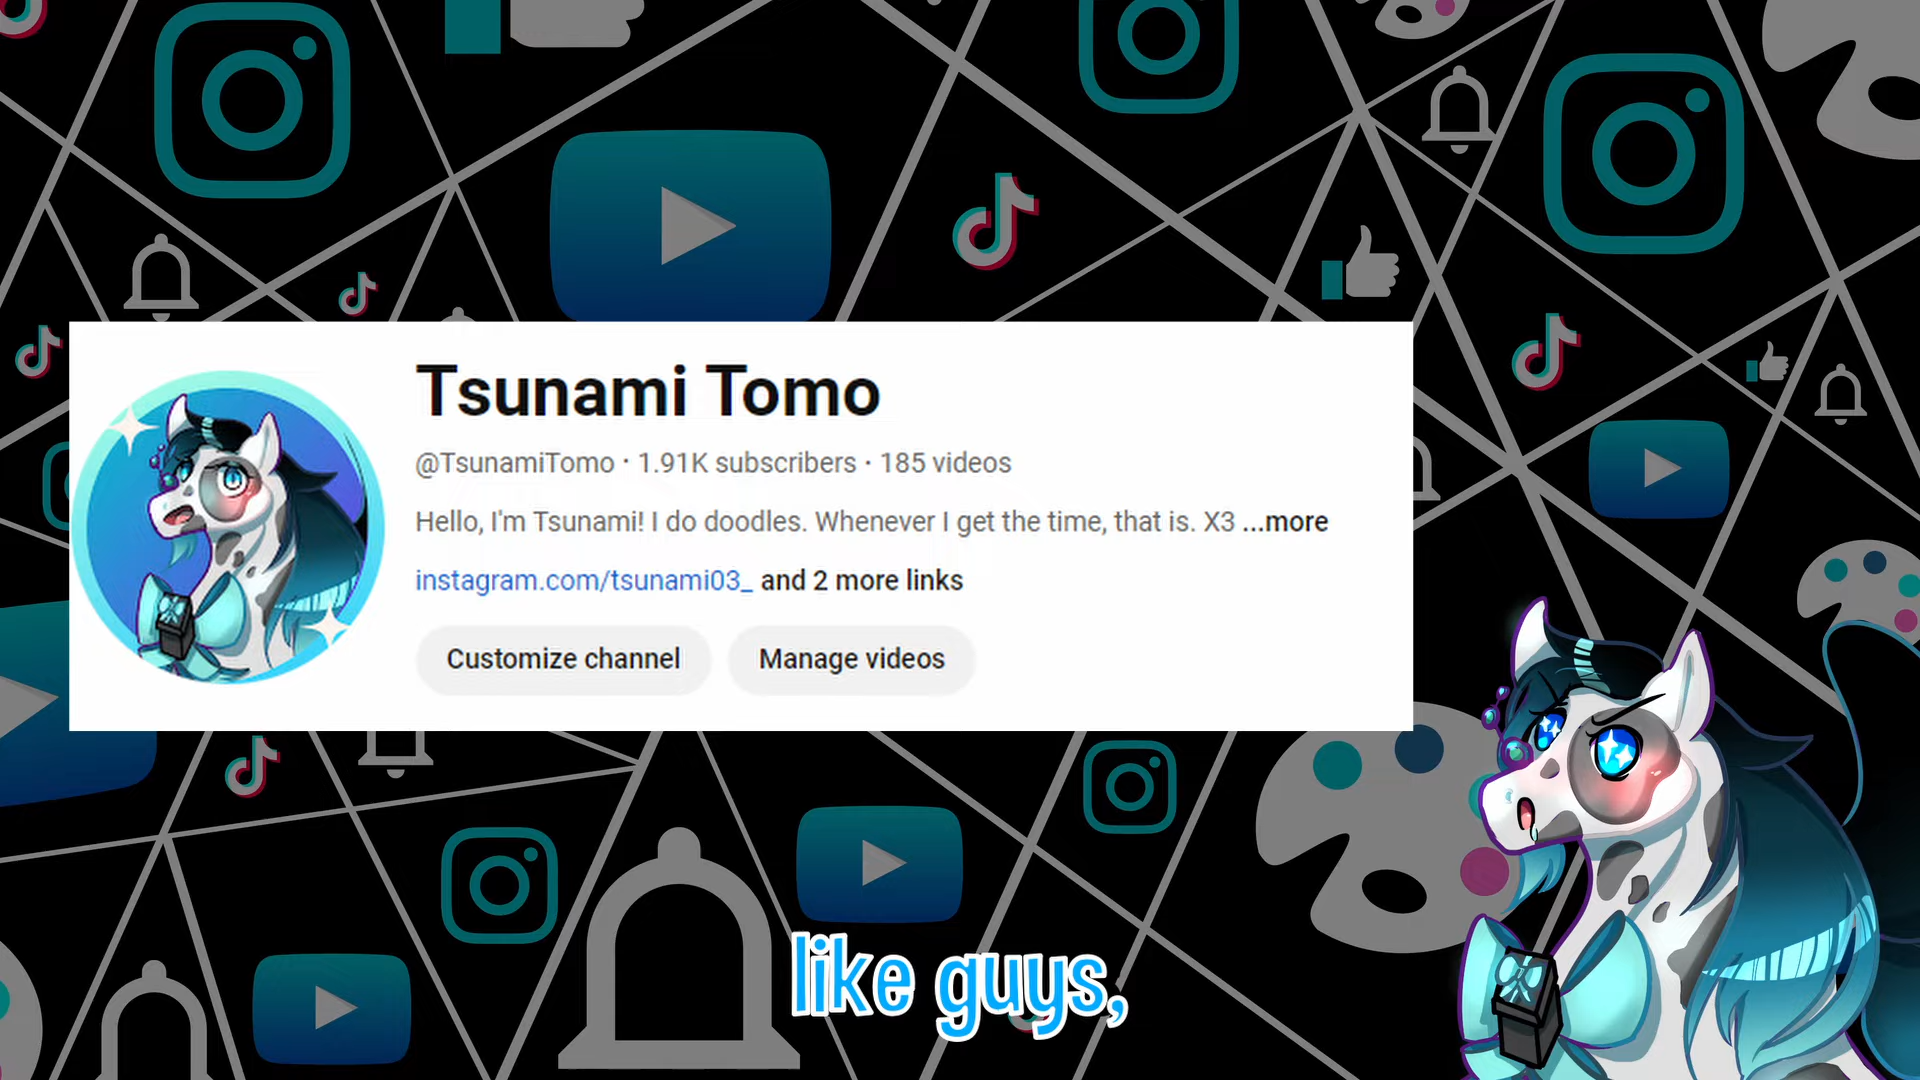 Tsunami Tomo
@TsunamiTomo · 1.91K subscribers · 185 videos
Hello, I'm Tsunami! I do doodles. Whenever I get the time, that is. X3 ...more
instagram.com/tsunami03_ and 2 more links
Customize channel Manage videos
like guys,